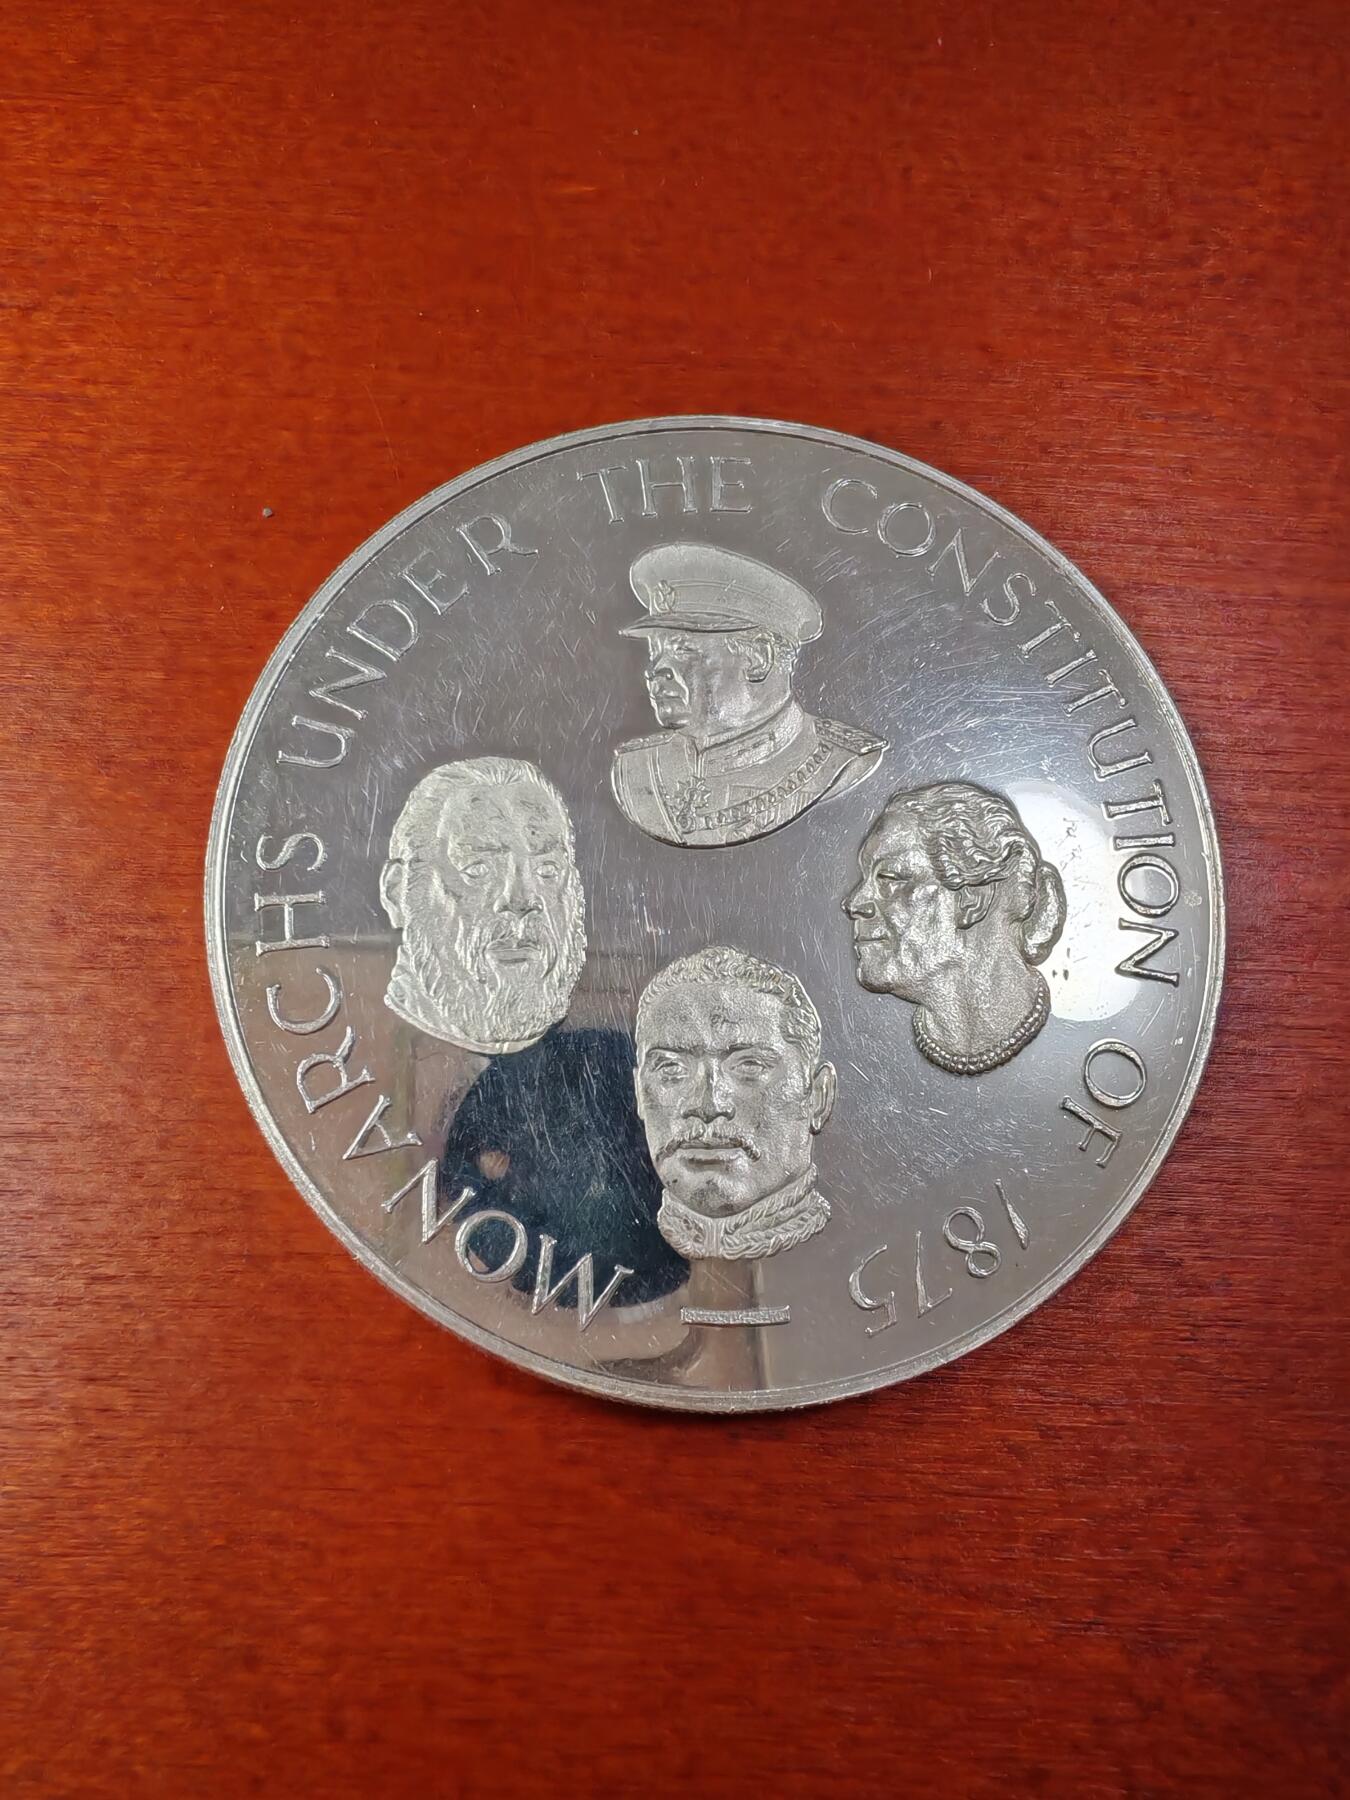 MONARCHS UNDER THE CONSTITUTION OF 1875